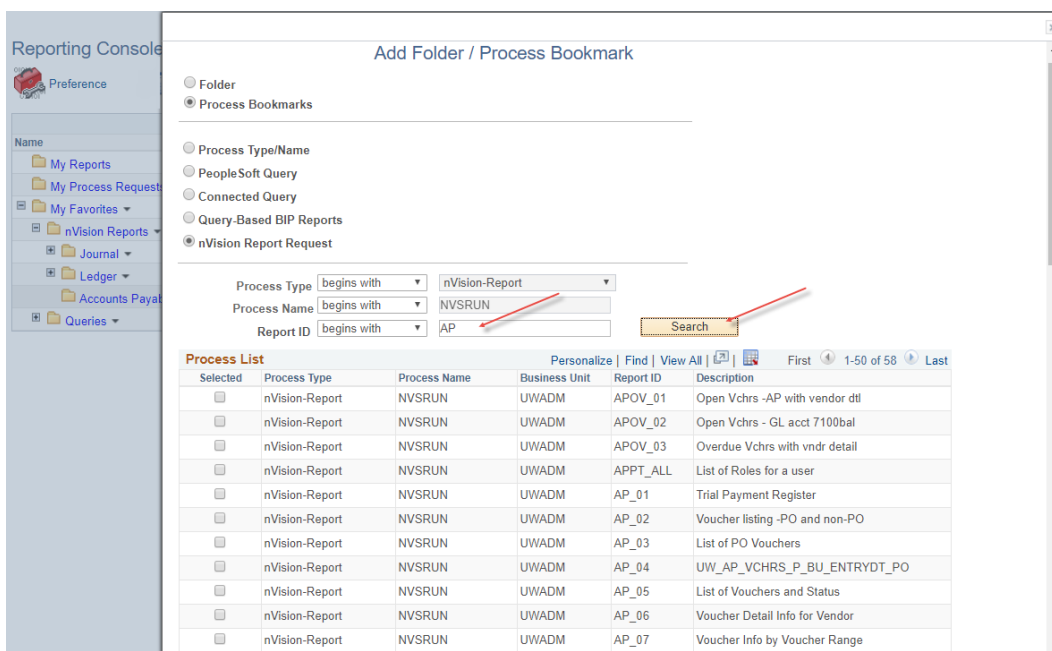 Reporting Console
Preference
Name
My Reports
My Process Requests
My Favorites
nVision Reports
Journal
Ledger
Accounts Payab
Queries
Add Folder / Process Bookmark
Folder
Process Bookmarks
Process Type/Name
PeopleSoft Query
Connected Query
Query-Based BIP Reports
nVision Report Request
Process Type begins with nVision-Report
Process Name begins with NVSRUN
Report ID begins with AP Search
Process List Personalize | Find | View All | | First 1-50 of 58 Last
Selected Process Type Process Name Business Unit Report ID Description
nVision-Report NVSRUN UWADM APOV_01 Open Vchrs -AP with vendor dtl
nVision-Report NVSRUN UWADM APOV_02 Open Vchrs - GL acct 7100bal
nVision-Report NVSRUN UWADM APOV_03 Overdue Vchrs with vndr detail
nVision-Report NVSRUN UWADM APPT_ALL List of Roles for a user
nVision-Report NVSRUN UWADM AP_01 Trial Payment Register
nVision-Report NVSRUN UWADM AP_02 Voucher listing -PO and non-PO
nVision-Report NVSRUN UWADM AP_03 List of PO Vouchers
nVision-Report NVSRUN UWADM AP_04 UW_AP_VCHRS_P_BU_ENTRYDT_PO
nVision-Report NVSRUN UWADM AP_05 List of Vouchers and Status
nVision-Report NVSRUN UWADM AP_06 Voucher Detail Info for Vendor
nVision-Report NVSRUN UWADM AP_07 Voucher Info by Voucher Range